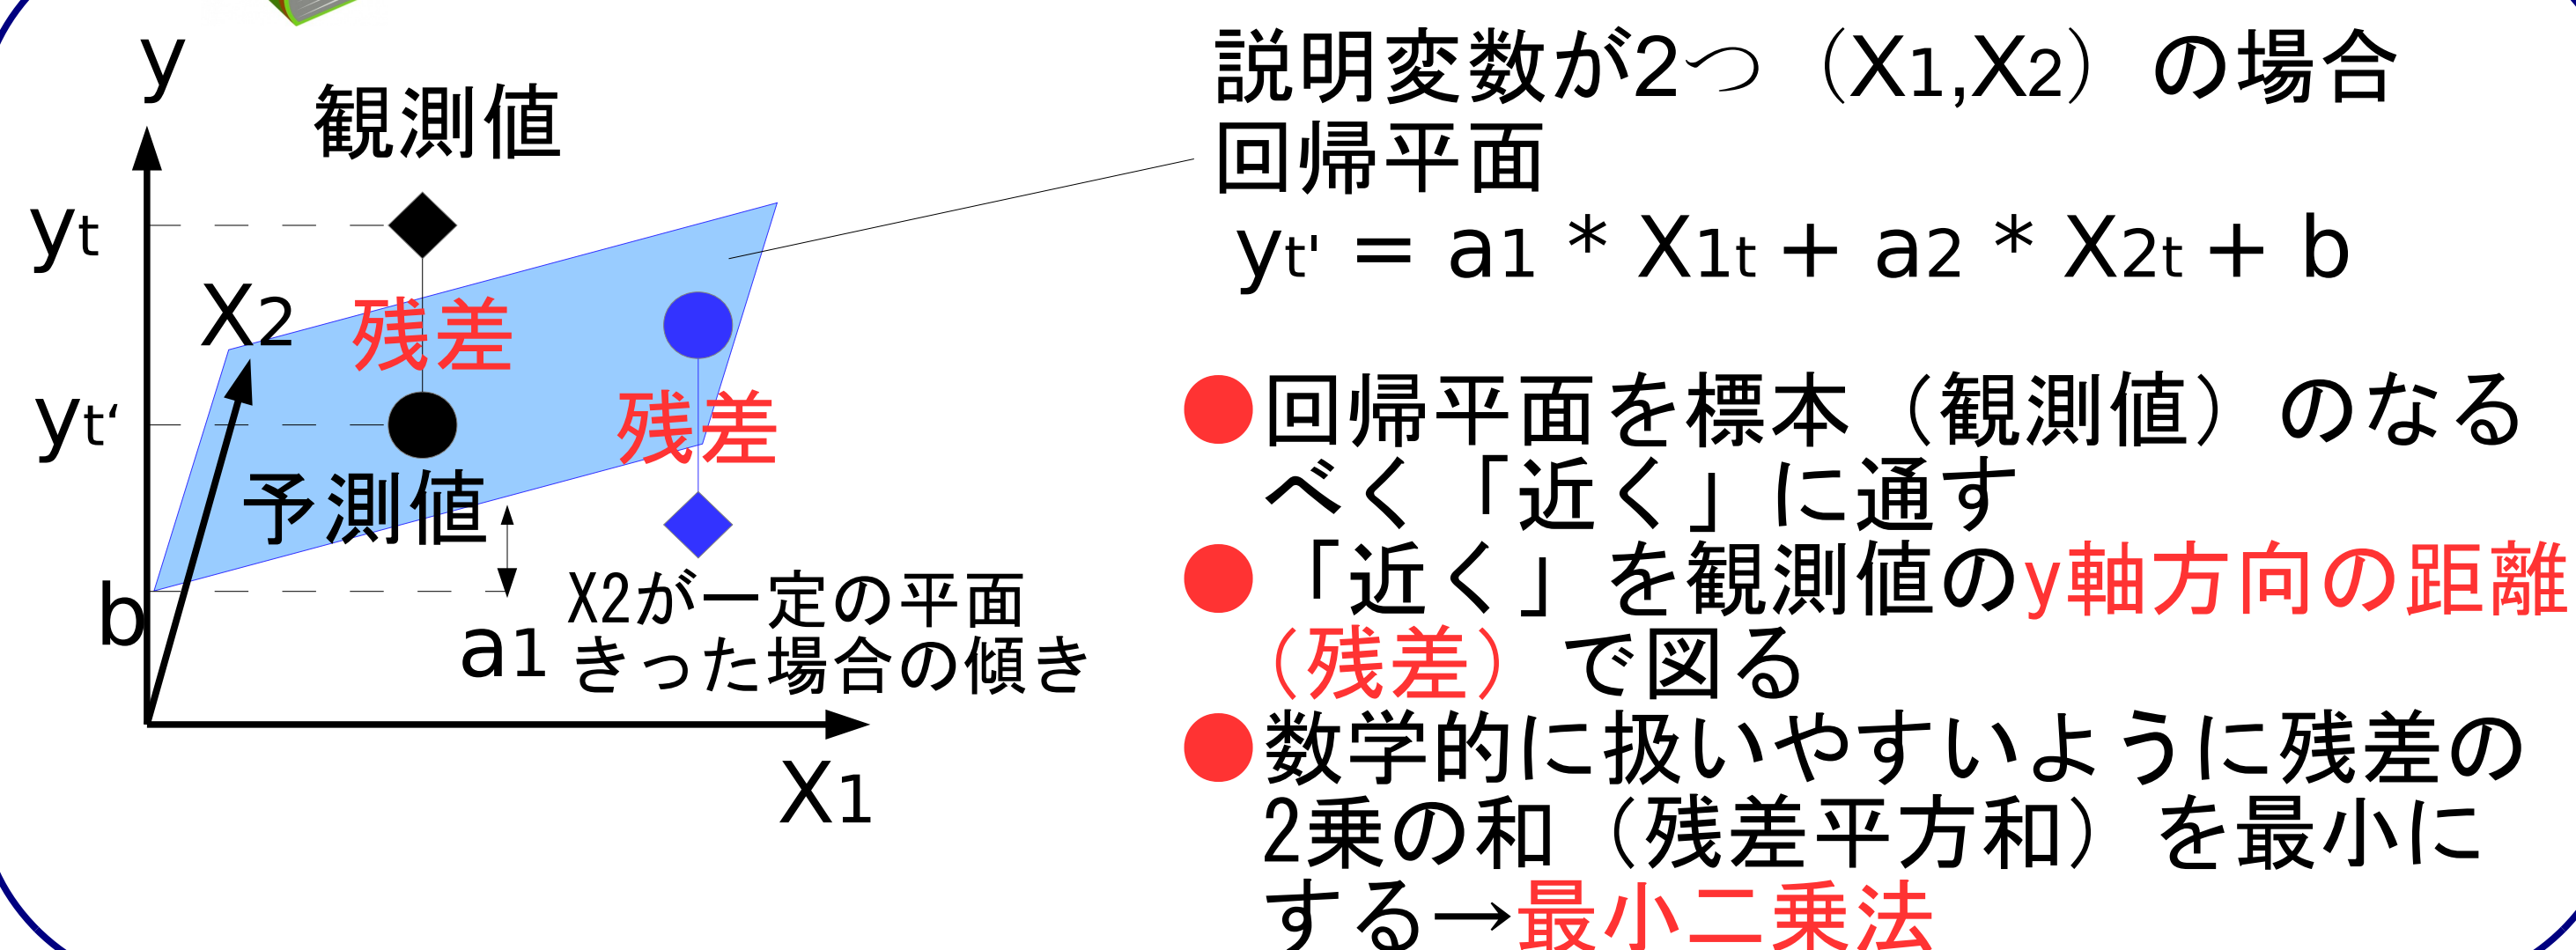 y
観測値
yt
X2
残差
yt‘
残差
予測値
b
a1
X2が一定の平面
きった場合の傾き
X1
説明変数が2つ（X1,X2）の場合
回帰平面
yt' = a1 * X1t + a2 * X2t + b
●回帰平面を標本（観測値）のなる
べく「近く」に通す
●「近く」を観測値のy軸方向の距離
（残差）で図る
●数学的に扱いやすいように残差の
2乗の和（残差平方和）を最小に
する→最小二乗法